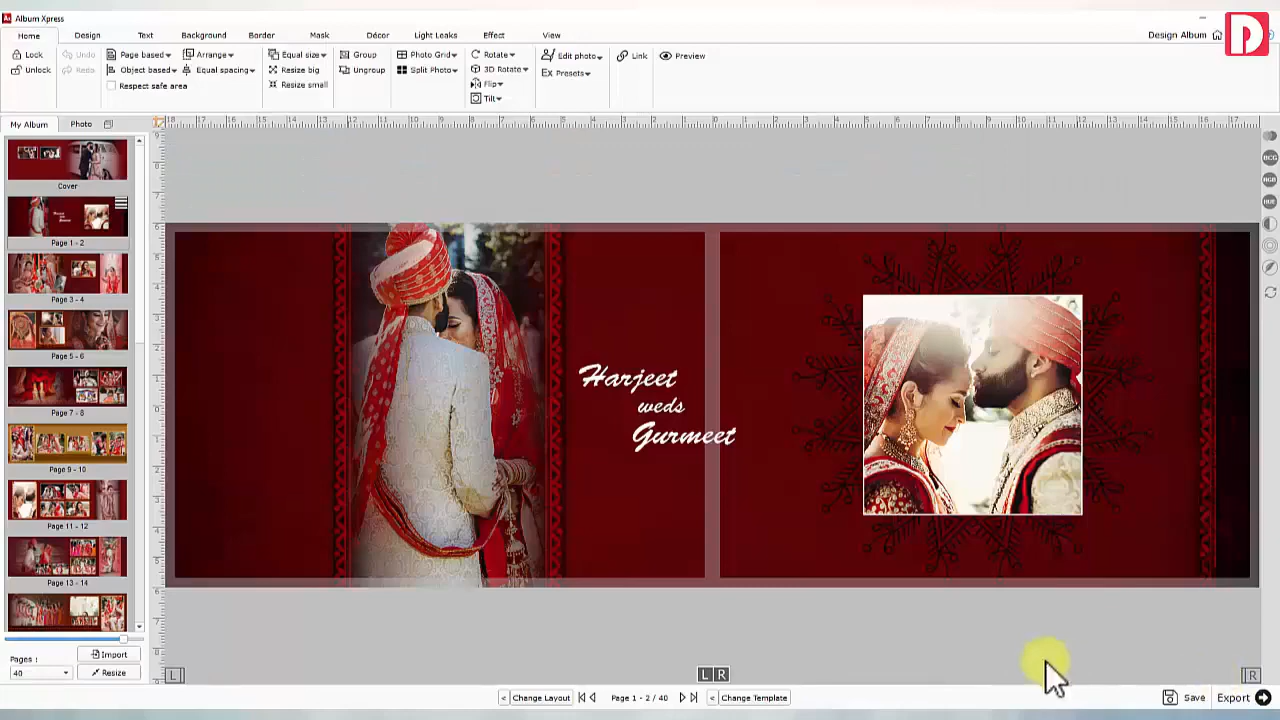 Album Xpress
Home Design Text Background Border Mask Décor Light Leaks Effect View
Design Album
Lock
Unlock
Undo
Redo
Page based
Object based
Respect safe area
Arrange
Equal spacing
Equal size
Resize big
Resize small
Group
Ungroup
Photo Grid
Split Photo
Rotate
3D Rotate
Flip
Tilt
Edit photo
Ex Presets
Link
Preview
My Album Photo
Cover
Page 1 - 2
Page 3 - 4
Page 5 - 6
Page 7 - 8
Page 9 - 10
Page 11 - 12
Page 13 - 14
Harjeet
weds
Gurmeet
BCG
RGB
HUE
Pages :
40
Import
Resize
L
L R
R
< Change Layout
Page 1 - 2 / 40
< Change Template
Save
Export